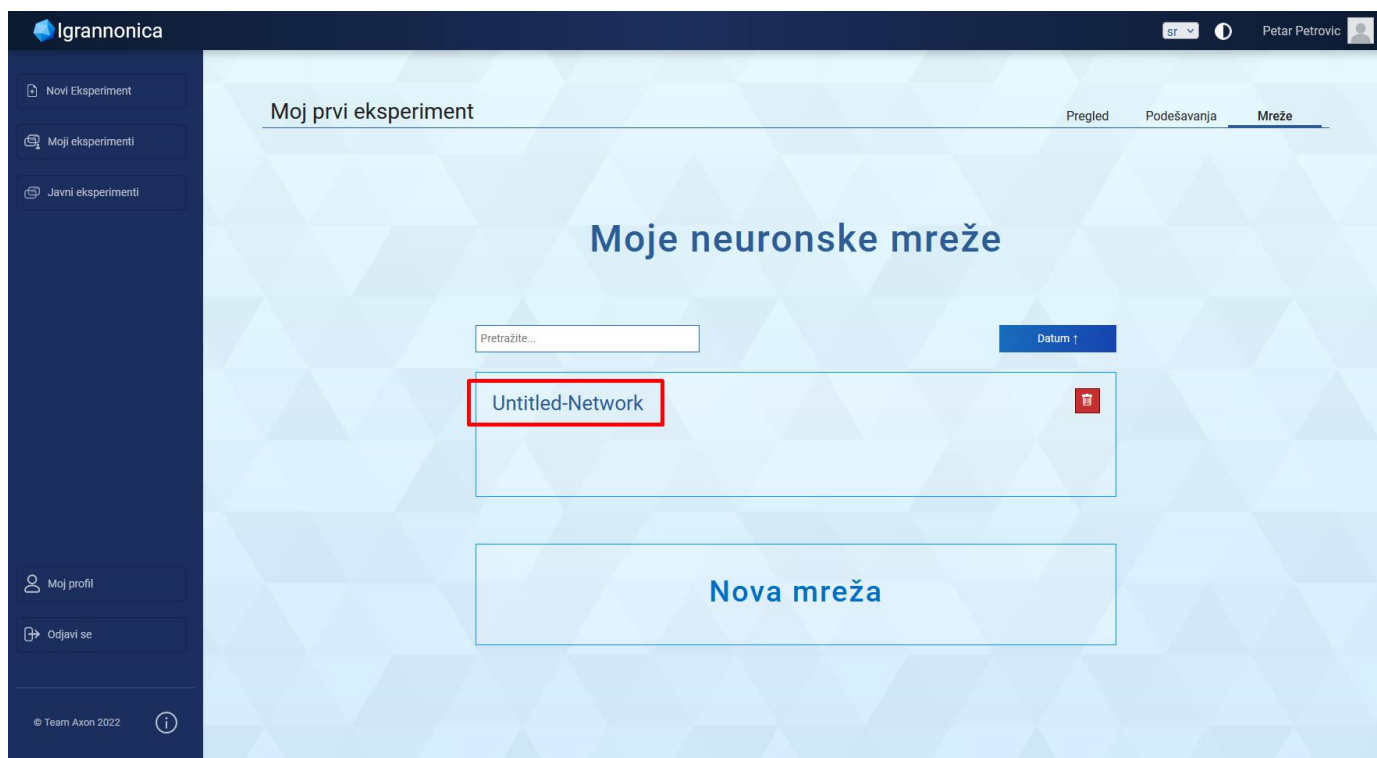 Igrannonica
sr
Petar Petrovic
Novi Eksperiment
Moji eksperimenti
Javni eksperimenti
Moj prvi eksperiment
Pregled
Podešavanja
Mreže
Moje neuronske mreže
Pretražite...
Datum ↑
Untitled-Network
Nova mreža
Moj profil
Odjavi se
© Team Axon 2022